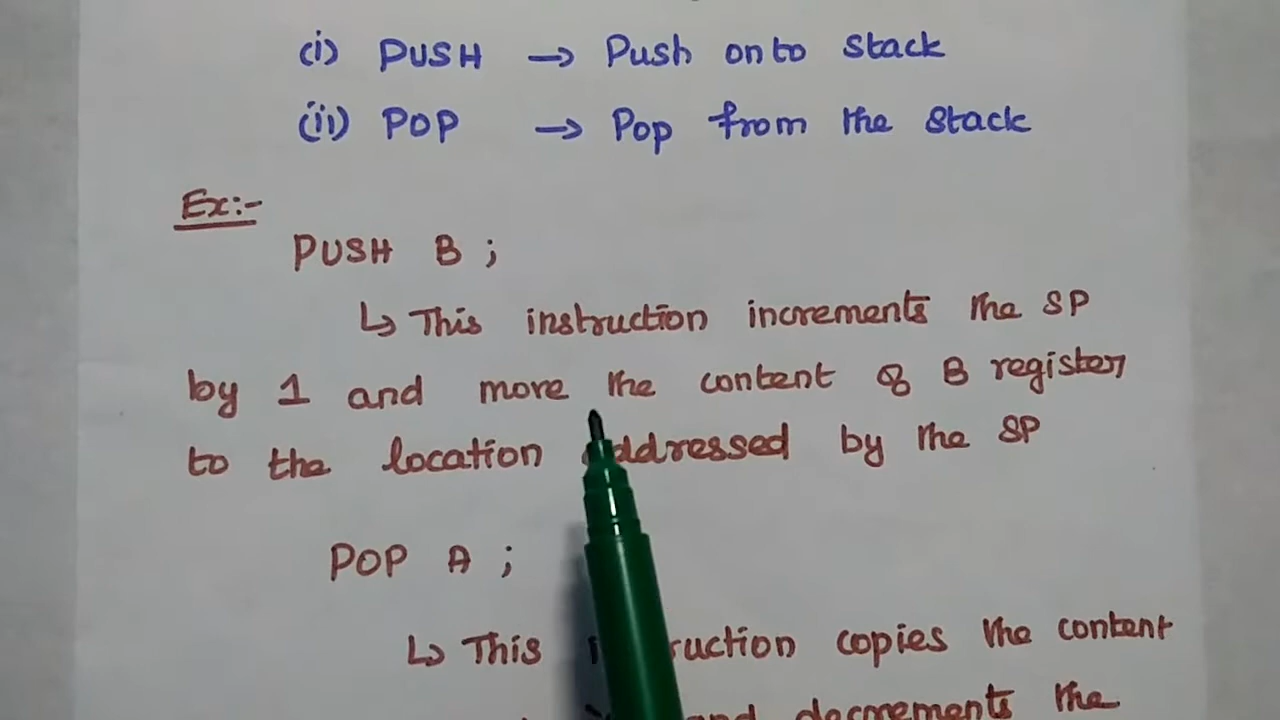 (i) PUSH → Push onto stack
(ii) POP → Pop from the stack
Ex:-
PUSH B ;
↳ This instruction increments the SP
by 1 and more the content of B register
to the location addressed by the SP
POP A ;
↳ This ruction copies the content
and decrements the